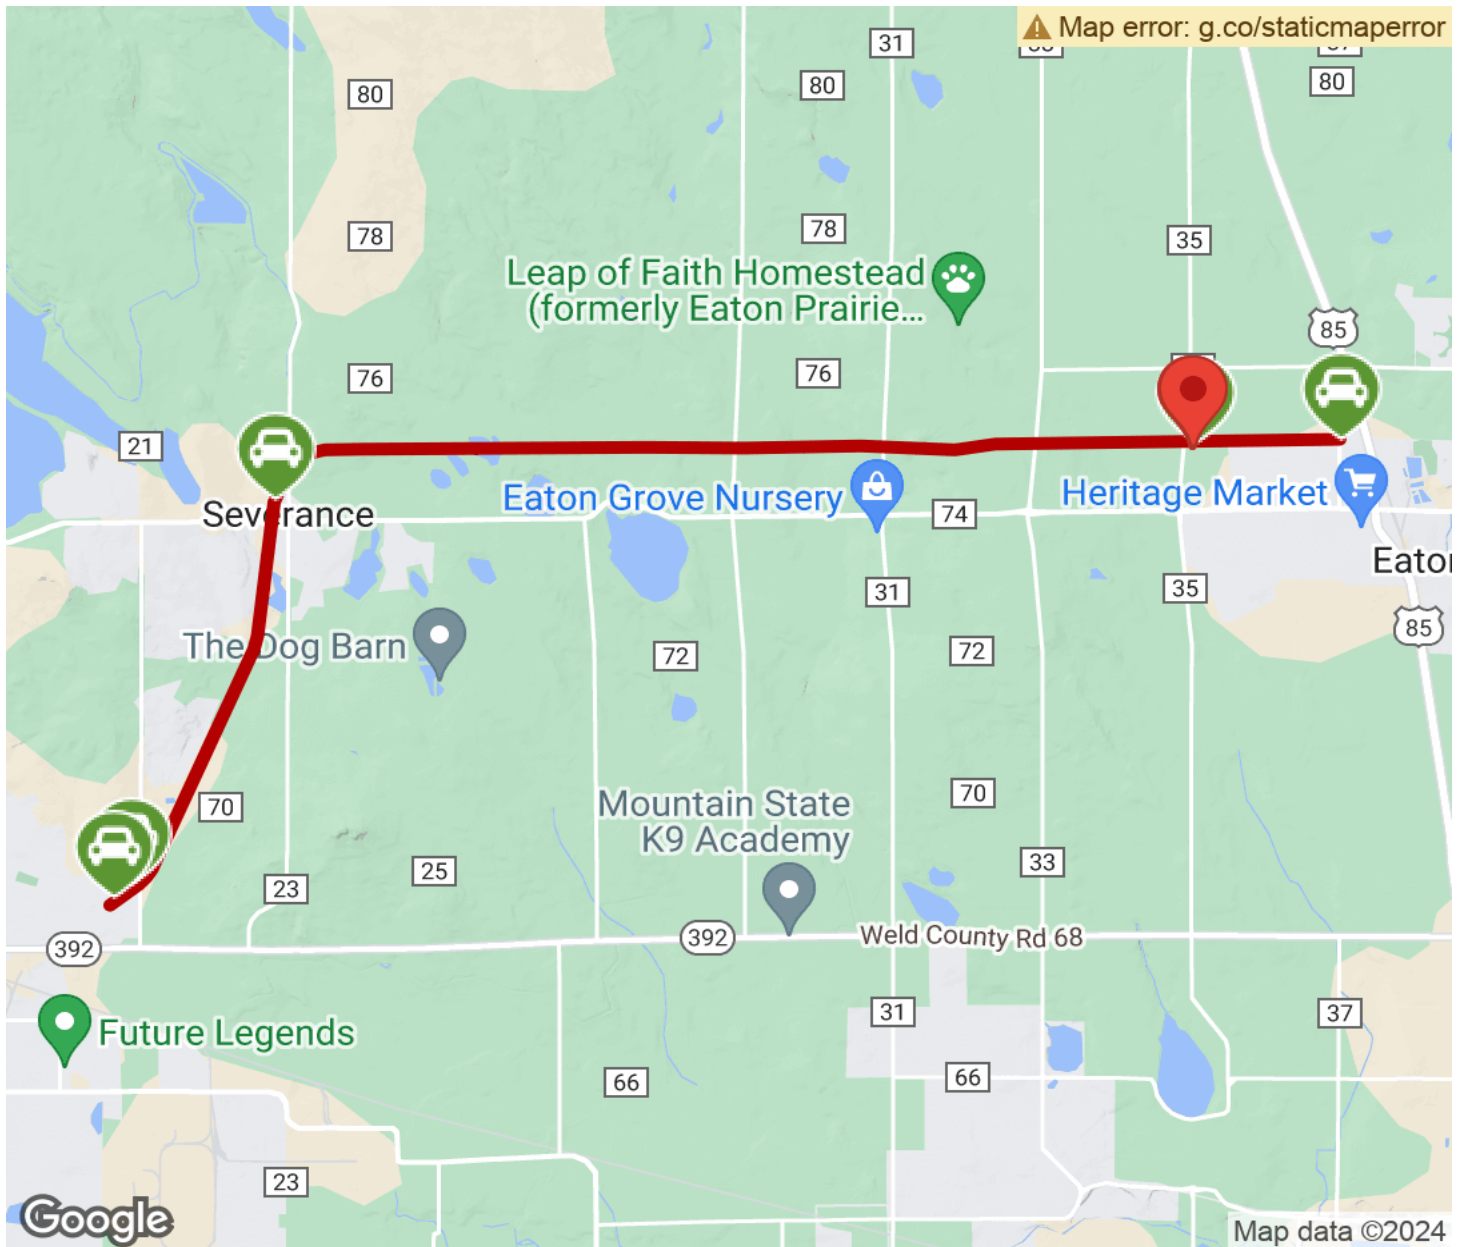 Map error: g.co/staticmaperror
31
80
80
80
78
78
35
Leap of Faith Homestead
(formerly Eaton Prairie...
85
76
76
21
Severance
Eaton Grove Nursery
74
Heritage Market
Eato
31
35
85
The Dog Barn
72
72
70
70
Mountain State
K9 Academy
33
25
23
392
392
Weld County Rd 68
31
37
Future Legends
66
66
23
Google
Map data ©2024